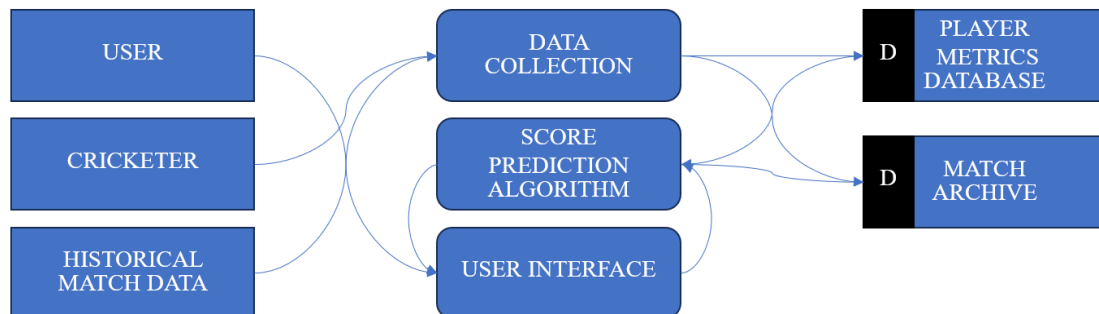 USER
DATA
COLLECTION
D
PLAYER
METRICS
DATABASE
CRICKETER
SCORE
PREDICTION
ALGORITHM
D
MATCH
ARCHIVE
HISTORICAL
MATCH DATA
USER INTERFACE